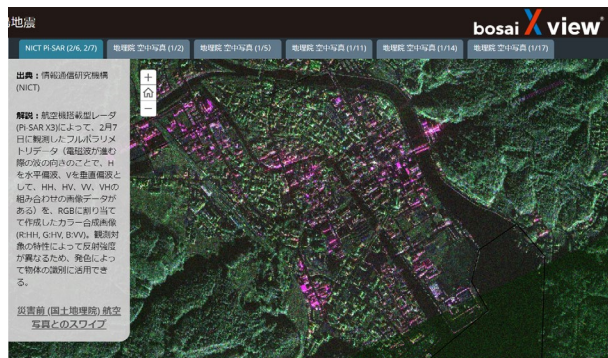 地震
bosai X view
NICT Pi-SAR (2/6, 2/7)
地理院 空中写真 (1/2)
地理院 空中写真 (1/5)
地理院 空中写真 (1/11)
地理院 空中写真 (1/14)
地理院 空中写真 (1/17)
出典：情報通信研究機構
(NICT)
解説：航空機搭載型レーダ
(Pi-SAR X3)によって、2月7
日に観測したフルポラリメ
トリデータ（電磁波が進む
際の波の向きのことで、H
を水平偏波、Vを垂直偏波と
して、HH、HV、VV、VHの
組み合わせの画像データが
ある）を、RGBに割り当て
て作成したカラー合成画像
(R:HH, G:HV, B:VV)。観測対
象の特性によって反射強度
が異なるため、発色によっ
て物体の識別に活用でき
る。
災害前 (国土地理院) 航空
写真とのスワイプ
+
−